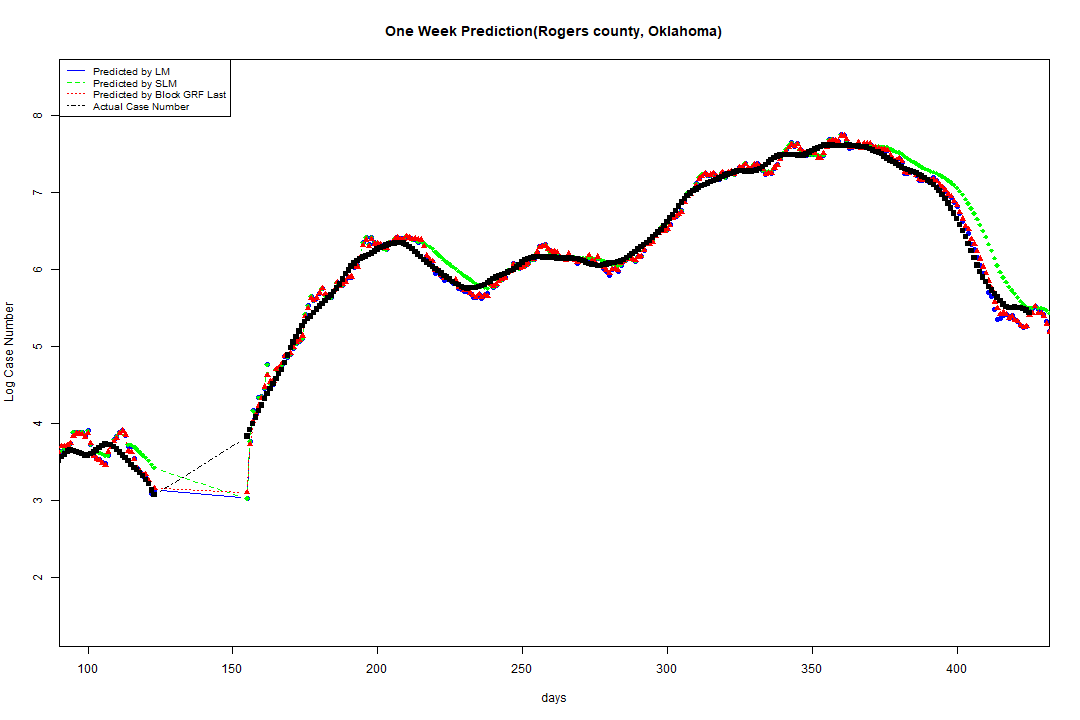 One Week Prediction(Rogers county, Oklahoma)
Predicted by LM
Predicted by SLM
Predicted by Block GRF Last
Actual Case Number
8
7
6
5
4
3
2
Log Case Number
100 150 200 250 300 350 400
days